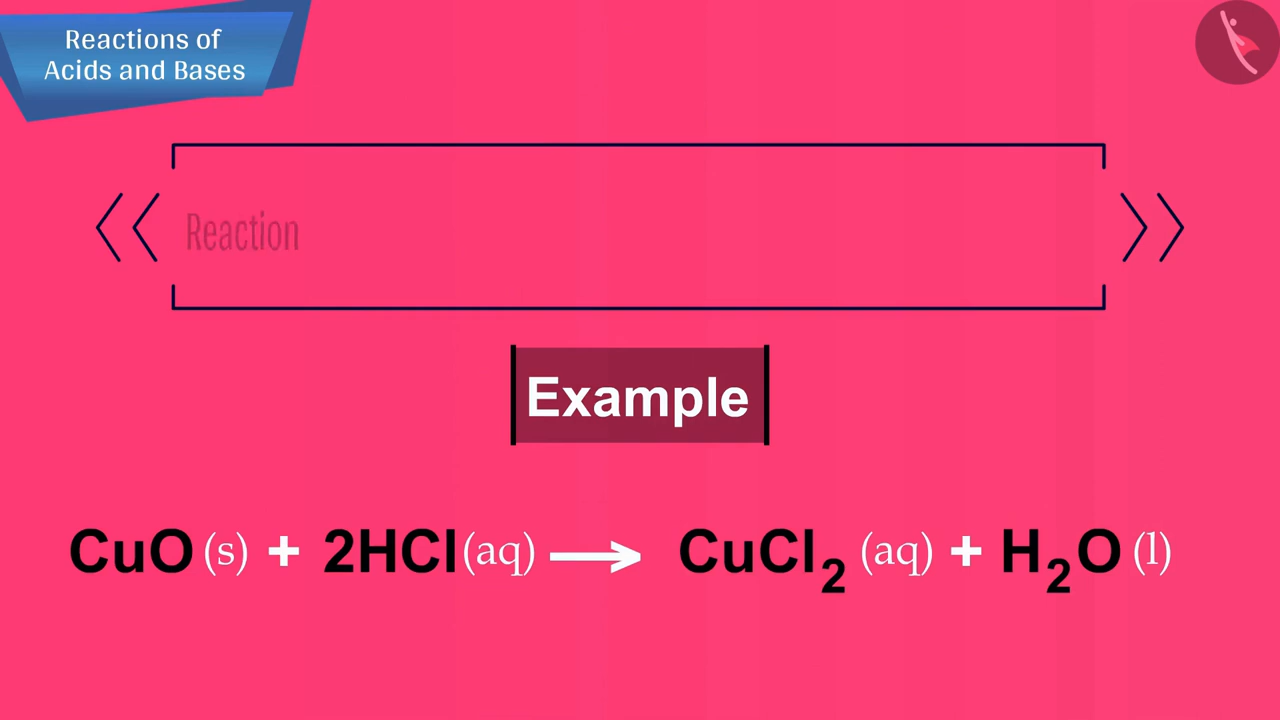 Reactions of
Acids and Bases
Reaction
Example
CuO (s) + 2HCl (aq) ⟶ CuCl₂ (aq) + H₂O (l)